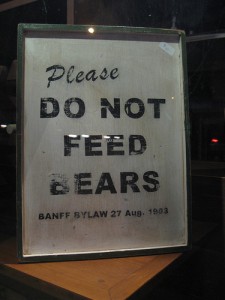 Please
DO NOT
FEED
BEARS
BANFF BYLAW 27 Aug. 1903